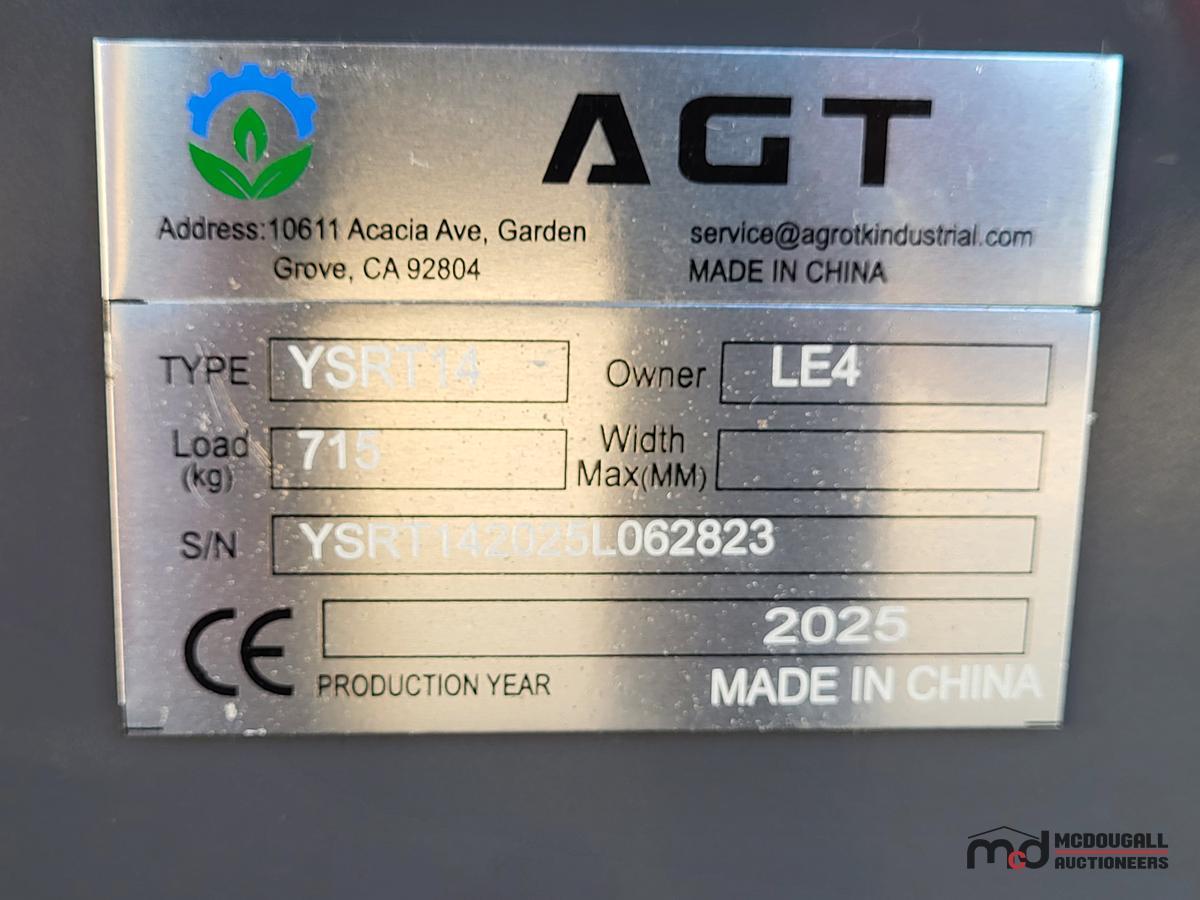 AGT
Address:10611 Acacia Ave, Garden
Grove, CA 92804
service@agrotkindustrial.com
MADE IN CHINA
TYPE YSRT14 Owner LE4
Load (kg) 715 Width Max(MM)
S/N YSRT142025L062823
CE 2025
PRODUCTION YEAR MADE IN CHINA
mcd MCDOUGALL
AUCTIONEERS